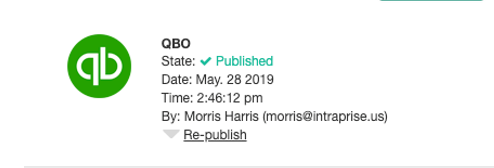 qb
QBO
State: ✔ Published
Date: May. 28 2019
Time: 2:46:12 pm
By: Morris Harris (morris@intraprise.us)
Re-publish